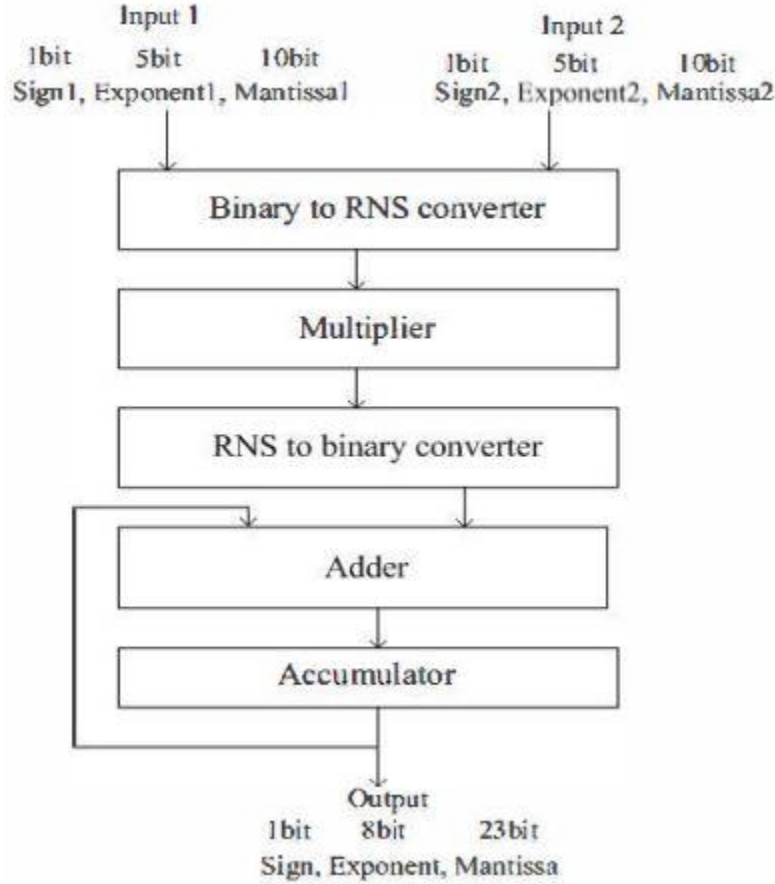 Input 1
1bit 5bit 10bit
Sign1, Exponent1, Mantissa1
Input 2
1bit 5bit 10bit
Sign2, Exponent2, Mantissa2
Binary to RNS converter
Multiplier
RNS to binary converter
Adder
Accumulator
Output
1bit 8bit 23bit
Sign, Exponent, Mantissa